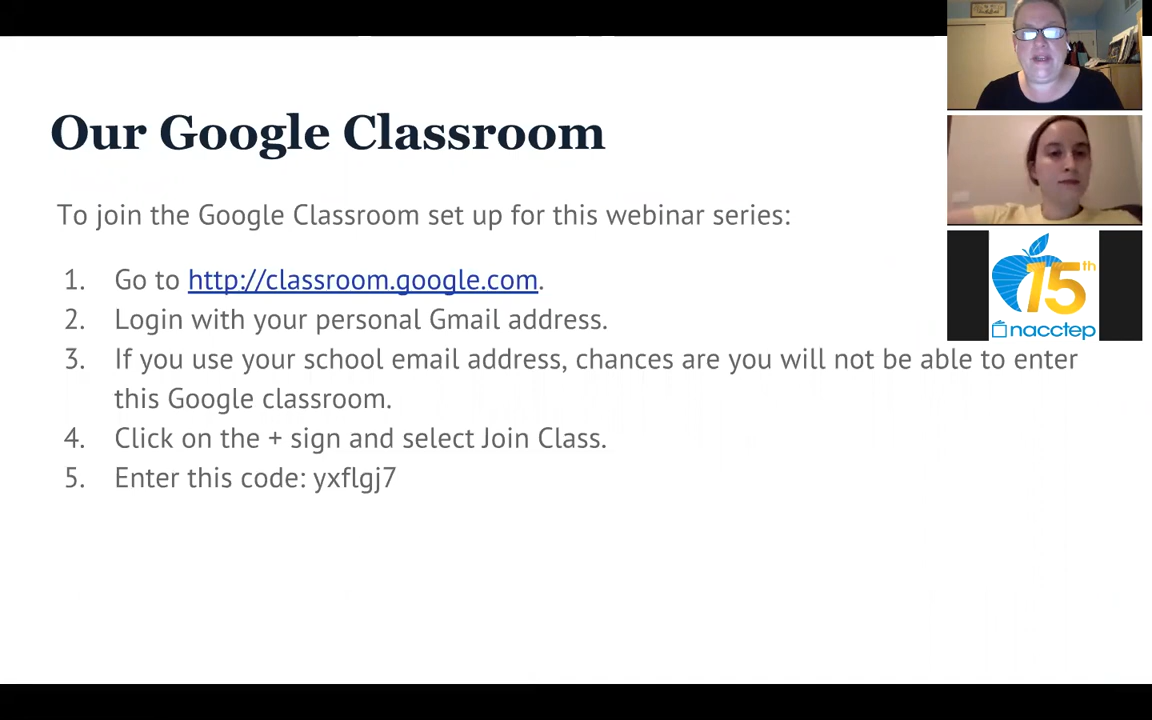 Our Google Classroom
To join the Google Classroom set up for this webinar series:
1. Go to http://classroom.google.com.
2. Login with your personal Gmail address.
3. If you use your school email address, chances are you will not be able to enter
this Google classroom.
4. Click on the + sign and select Join Class.
5. Enter this code: yxflgj7
15th
nacctep